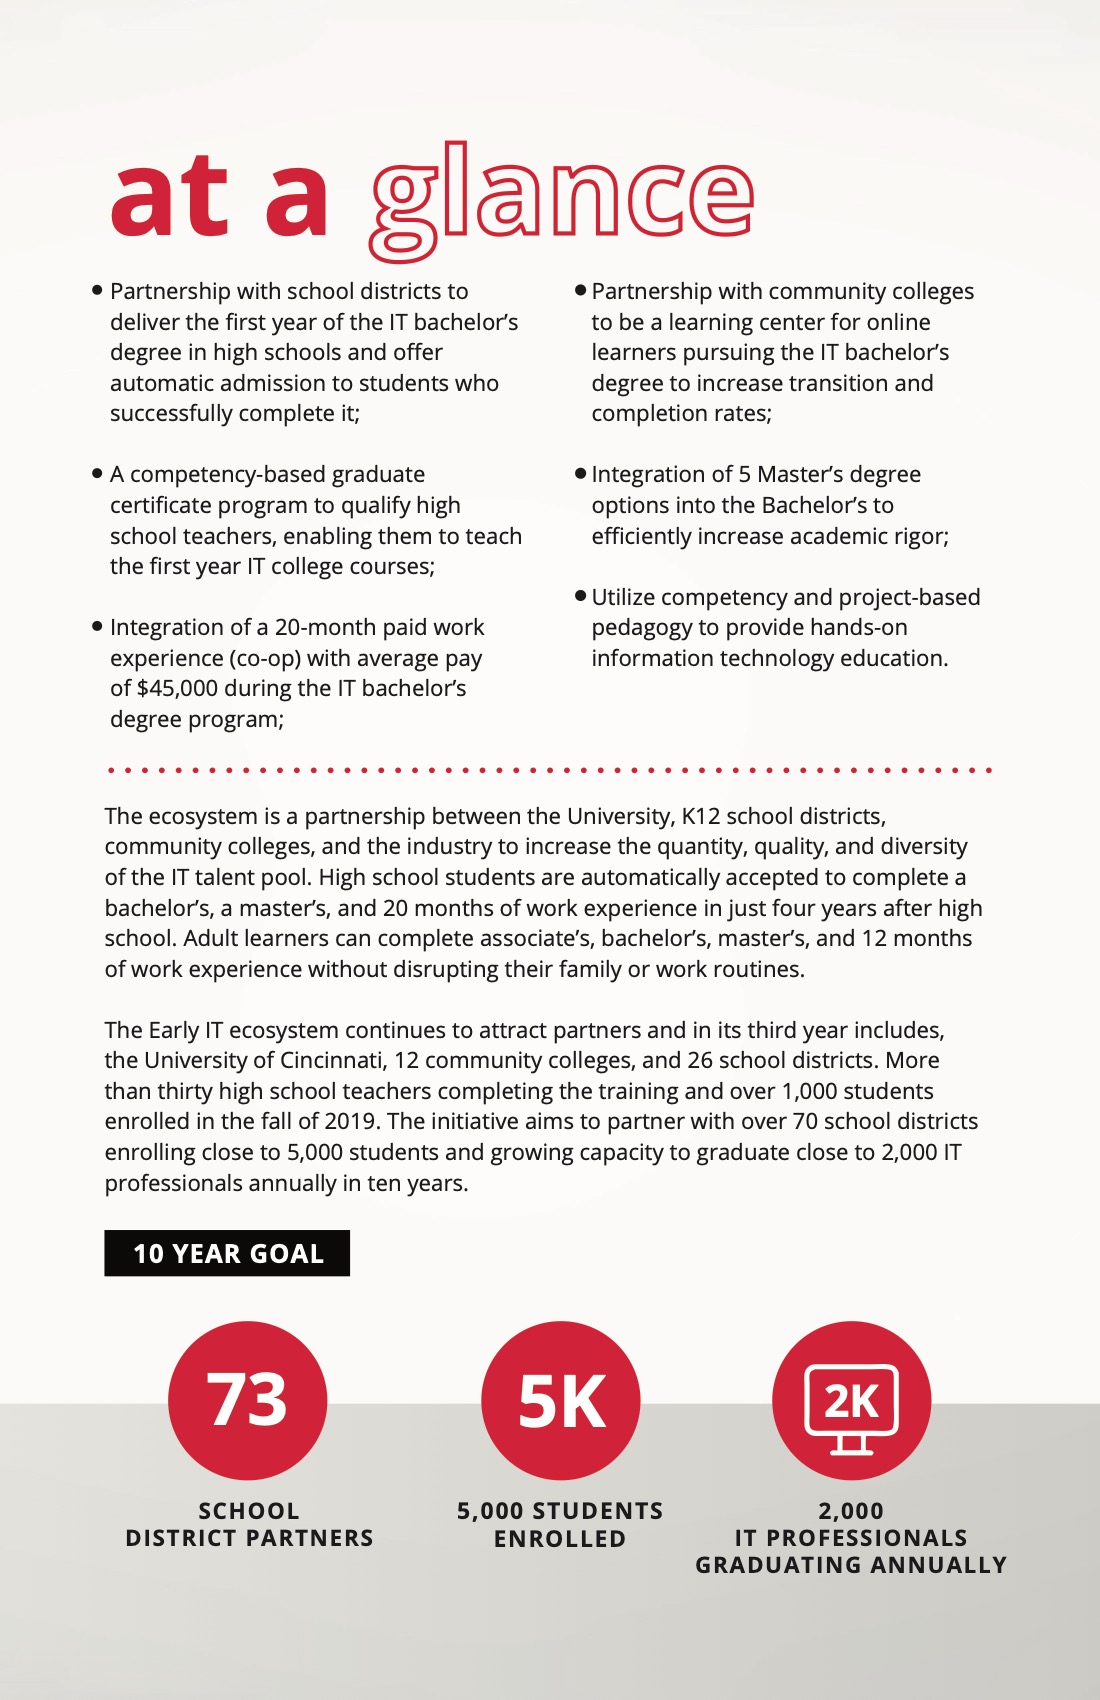 at a glance
• Partnership with school districts to
deliver the first year of the IT bachelor’s
degree in high schools and offer
automatic admission to students who
successfully complete it;
• A competency-based graduate
certificate program to qualify high
school teachers, enabling them to teach
the first year IT college courses;
• Integration of a 20-month paid work
experience (co-op) with average pay
of $45,000 during the IT bachelor’s
degree program;
• Partnership with community colleges
to be a learning center for online
learners pursuing the IT bachelor’s
degree to increase transition and
completion rates;
• Integration of 5 Master’s degree
options into the Bachelor’s to
efficiently increase academic rigor;
• Utilize competency and project-based
pedagogy to provide hands-on
information technology education.
The ecosystem is a partnership between the University, K12 school districts,
community colleges, and the industry to increase the quantity, quality, and diversity
of the IT talent pool. High school students are automatically accepted to complete a
bachelor’s, a master’s, and 20 months of work experience in just four years after high
school. Adult learners can complete associate’s, bachelor’s, master’s, and 12 months
of work experience without disrupting their family or work routines.
The Early IT ecosystem continues to attract partners and in its third year includes,
the University of Cincinnati, 12 community colleges, and 26 school districts. More
than thirty high school teachers completing the training and over 1,000 students
enrolled in the fall of 2019. The initiative aims to partner with over 70 school districts
enrolling close to 5,000 students and growing capacity to graduate close to 2,000 IT
professionals annually in ten years.
10 YEAR GOAL
73
SCHOOL
DISTRICT PARTNERS
5K
5,000 STUDENTS
ENROLLED
2K
2,000
IT PROFESSIONALS
GRADUATING ANNUALLY